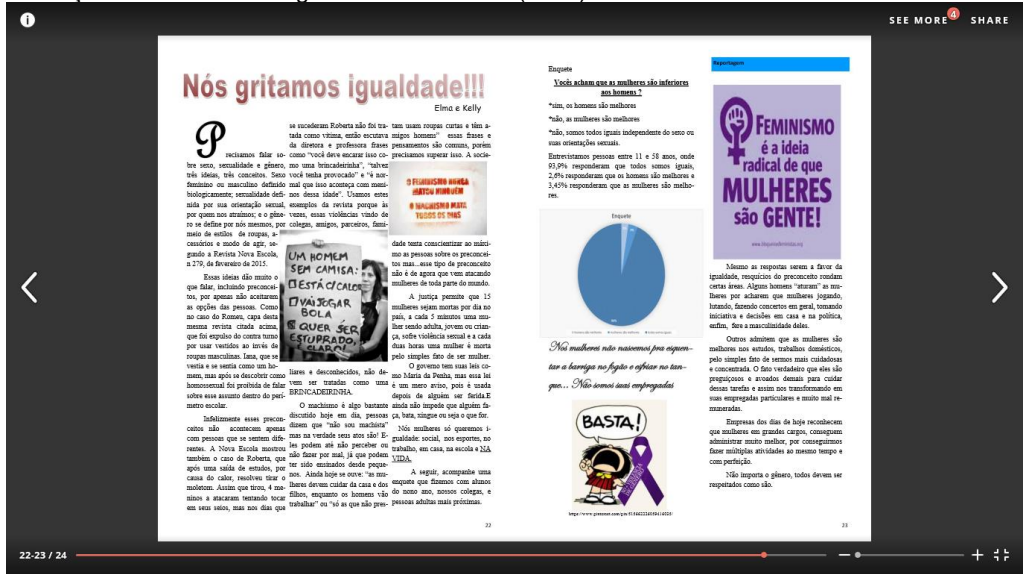 SEE MORE
4
SHARE
Nós gritamos igualdade!!!
Elma e Kelly
Precisamos falar so-
bre sexo, sexualidade e gênero,
três ideias, três conceitos. Sexo
feminino ou masculino definido
biologicamente; sexualidade defi-
nida por sua orientação sexual,
por quem nos atraímos; e o gêne-
ro se define por nós mesmos, por
meio de estilos de roupas, a-
cessórios e modo de agir, se-
gundo a Revista Nova Escola,
n.279, de fevereiro de 2015.
Essas ideias dão muito o
que falar, incluindo preconcei-
tos, por apenas não aceitarem
as opções das pessoas. Como
no caso do Romeu, capa desta
mesma revista citada acima,
que foi expulso do contra turno
por usar vestidos ao invés de
roupas masculinas. Iana, que se
vestia e se sentia como um ho-
mem, mas após se descobrir como
homossexual foi proibida de falar
sobre esse assunto dentro do perí-
metro escolar.
Infelizmente esses precon-
ceitos não acontecem apenas
com pessoas que se sentem dife-
rentes. A Nova Escola mostrou
também o caso de Roberta, que
após uma saída de estudos, por
causa do calor, resolveu tirar o
moletom. Assim que tirou, 4 me-
ninos a atacaram tentando tocar
em seus seios, mas nos dias que
se sucederam Roberta não foi tra-
tada como vítima, então escutava
da diretora e professora frases
como "você deve encarar isso co-
mo uma brincadeirinha", "talvez
você tenha provocado" e "é nor-
mal que isso aconteça com meni-
nos dessa idade". Usamos estes
exemplos da revista porque às
vezes, essas violências vindo de
colegas, amigos, parceiros, fami-
UM HOMEM
SEM CAMISA:
ESTÁ C/ CALOR
VAI JOGAR
BOLA
QUER SER
ESTUPRADO,
CLARO!
liares e desconhecidos, não de-
vem ser tratadas como uma
BRINCADEIRINHA.
O machismo é algo bastante
discutido hoje em dia, pessoas
dizem que "não sou machista"
mas na verdade seus atos são! E-
les podem até não perceber ou
não fazer por mal, já que podem
ter sido ensinados desde peque-
nos. Ainda hoje se ouve: "as mu-
lheres devem cuidar da casa e dos
filhos, enquanto os homens vão
trabalhar" ou "só as que não pres-
tam usam roupas curtas e têm a-
migos homens" essas frases e
pensamentos são comuns, porém
precisamos superar isso. A socie-
O FEMINISMO NUNCA
MATOU NINGUÉM
O MACHISMO MATA
TODOS OS DIAS
dade tenta conscientizar ao máxi-
mo as pessoas sobre os preconcei-
tos mas...esse tipo de preconceito
não é de agora que vem atacando
mulheres de toda parte do mundo.
A justiça permite que 15
mulheres sejam mortas por dia no
país, a cada 5 minutos uma mu-
lher sendo adulta, jovem ou crian-
ça, sofre violência sexual e a cada
duas horas uma mulher é morta
pelo simples fato de ser mulher.
O governo tem suas leis co-
mo Maria da Penha, mas essa lei
é um mero aviso, pois é usada
depois de alguém ser ferida.E
ainda não impede que alguém fa-
ça, bata, xingue ou seja o que for.
Nós mulheres só queremos i-
gualdade: social, nos esportes, no
trabalho, em casa, na escola e NA
VIDA.
A seguir, acompanhe uma
enquete que fizemos com alunos
do nono ano, nossos colegas, e
pessoas adultas mais próximas.
22
Enquete
Vocês acham que as mulheres são inferiores
aos homens ?
*sim, os homens são melhores
*não, as mulheres são melhores
*não, somos todos iguais independente do sexo ou
suas orientações sexuais.
Entrevistamos pessoas entre 11 e 58 anos, onde
93,9% responderam que todos somos iguais,
2,6% responderam que os homens são melhores e
3,45% responderam que as mulheres são melho-
res.
Enquete
Nós mulheres não nascemos pra esquen-
tar a barriga no fogão e esfriar no tan-
que... Não somos suas empregadas
BASTA!
Reportagem
FEMINISMO
é a ideia
radical de que
MULHERES
são GENTE!
Mesmo as respostas serem a favor da
igualdade, resquícios do preconceito rondam
certas áreas. Alguns homens "aturam" as mu-
lheres por acharem que mulheres jogando,
lutando, fazendo concertos em geral, tomando
iniciativa e decisões em casa e na política,
enfim, fere a masculinidade deles.
Outros admitem que as mulheres são
melhores nos estudos, trabalhos domésticos,
pelo simples fato de sermos mais cuidadosas
e concentrada. O fato verdadeiro que eles são
preguiçosos e avoados demais para cuidar
dessas tarefas e assim nos transformando em
suas empregadas particulares e muito mal re-
muneradas.
Empresas dos dias de hoje reconhecem
que mulheres em grandes cargos, conseguem
administrar muito melhor, por conseguirmos
fazer múltiplas atividades ao mesmo tempo e
com perfeição.
Não importa o gênero, todos devem ser
respeitados como são.
23
22-23 / 24